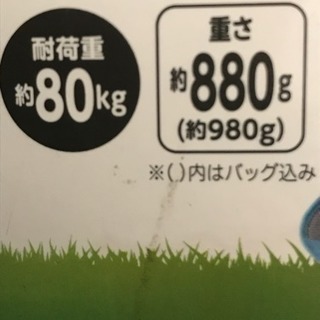 耐荷重
約80kg
重さ
約880g
(約980g)
※( )内はバッグ込み